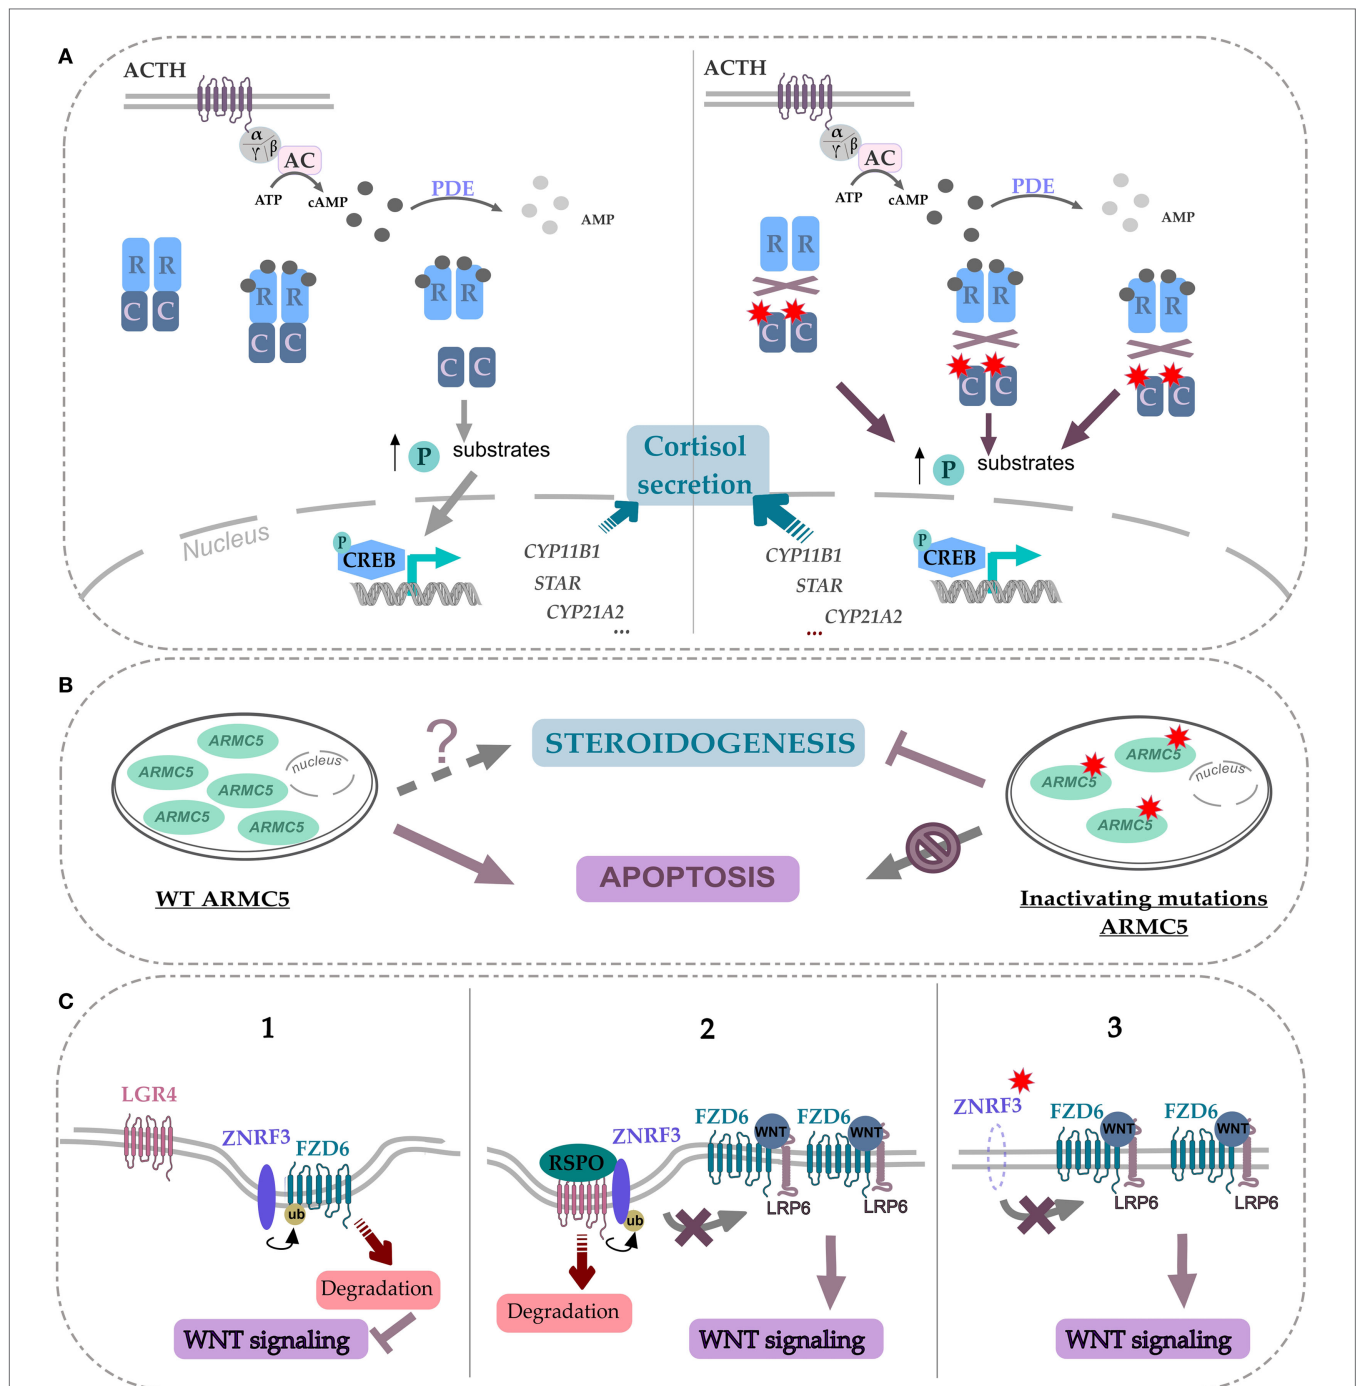 A
ACTH
α
γ
β
AC
ATP
cAMP
PDE
AMP
R R
C C
R R
C C
R R
C C
P
substrates
Nucleus
P
CREB
CYP11B1
STAR
CYP21A2
...
Cortisol
secretion
ACTH
α
γ
β
AC
ATP
cAMP
PDE
AMP
R R
C C
R R
C C
R R
C C
P
substrates
CYP11B1
STAR
CYP21A2
...
P
CREB
B
ARMC5
ARMC5
ARMC5
ARMC5
ARMC5
nucleus
WT ARMC5
?
STEROIDOGENESIS
APOPTOSIS
ARMC5
ARMC5
ARMC5
nucleus
Inactivating mutations
ARMC5
C
1
LGR4
ZNRF3
FZD6
ub
Degradation
WNT signaling
2
RSPO
ZNRF3
ub
Degradation
FZD6
WNT
LRP6
FZD6
WNT
LRP6
WNT signaling
3
ZNRF3
FZD6
WNT
LRP6
FZD6
WNT
LRP6
WNT signaling